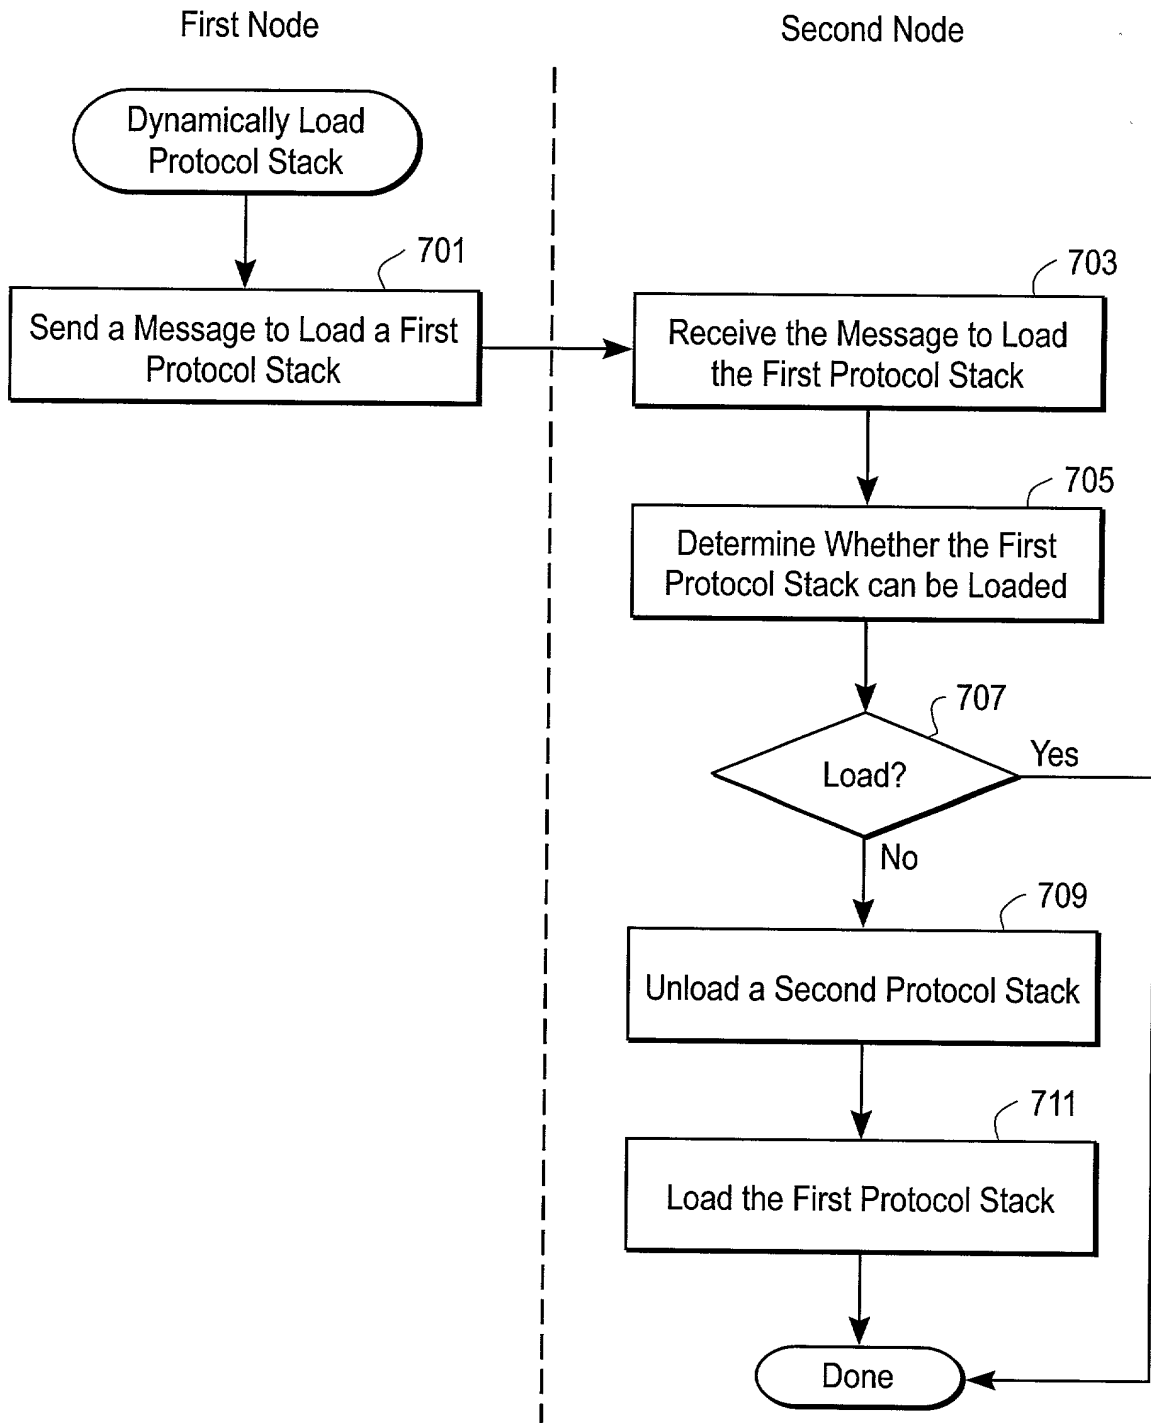 First Node
Second Node
Dynamically Load
Protocol Stack
701
Send a Message to Load a First
Protocol Stack
703
Receive the Message to Load
the First Protocol Stack
705
Determine Whether the First
Protocol Stack can be Loaded
707
Load?
Yes
No
709
Unload a Second Protocol Stack
711
Load the First Protocol Stack
Done